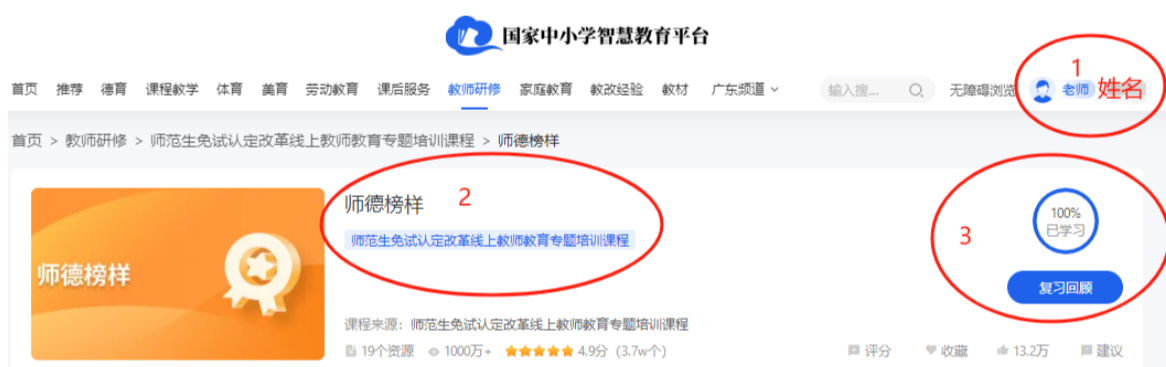 国家中小学智慧教育平台
首页 推荐 德育 课程教学 体育 美育 劳动教育 课后服务 教师研修 家庭教育 教改经验 教材 广东频道 输入搜... 无障碍浏览 老师 姓名
1
首页 > 教师研修 > 师范生免试认定改革线上教师教育专题培训课程 > 师德榜样
师德榜样
2
师范生免试认定改革线上教师教育专题培训课程
师德榜样
课程来源：师范生免试认定改革线上教师教育专题培训课程
19个资源 1000万+ 4.9分 (3.7w个)
3
100%
已学习
复习回顾
评分 收藏 13.2万 建议